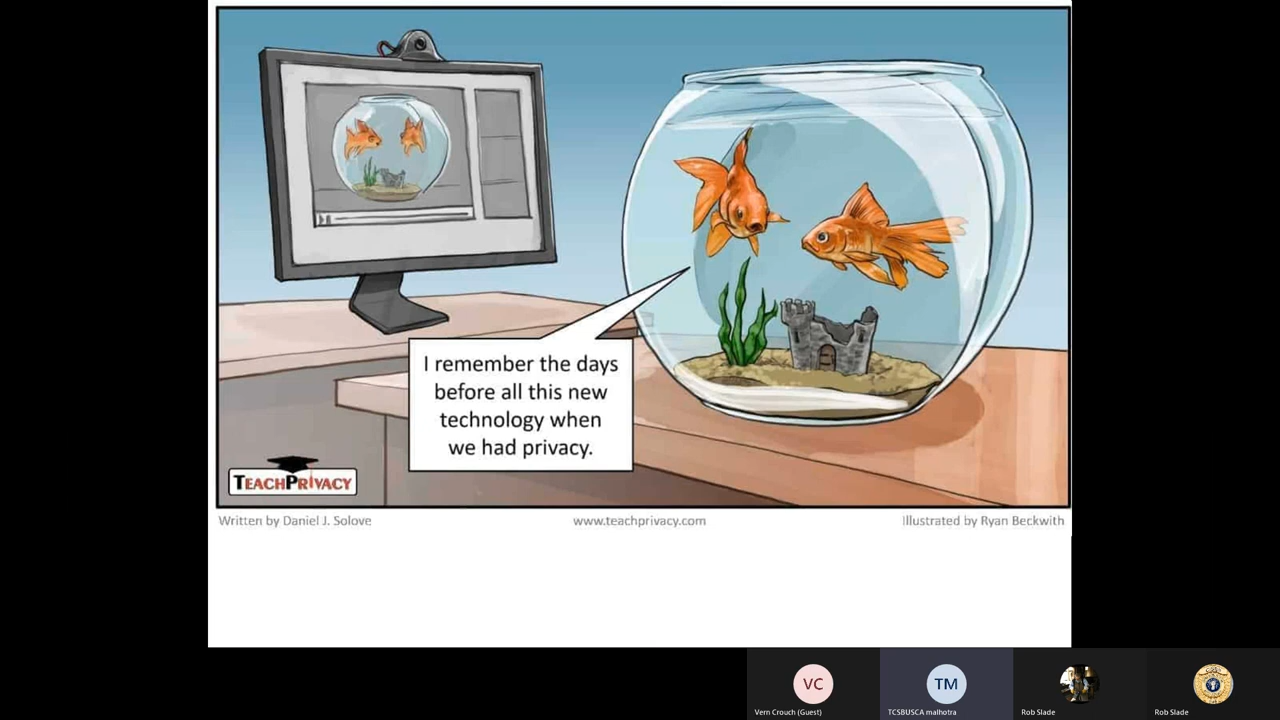 I remember the days
before all this new
technology when
we had privacy.
TEACHPRIVACY
Written by Daniel J. Solove
www.teachprivacy.com
Illustrated by Ryan Beckwith
VC
TM
Vern Crouch (Guest)
TCSBUSCA malhotra
Rob Slade
Rob Slade